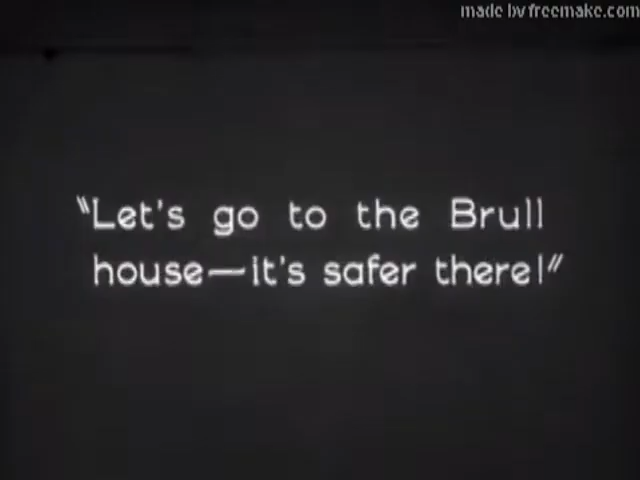 made by freemake.com
"Let's go to the Brull
house—it's safer there!"